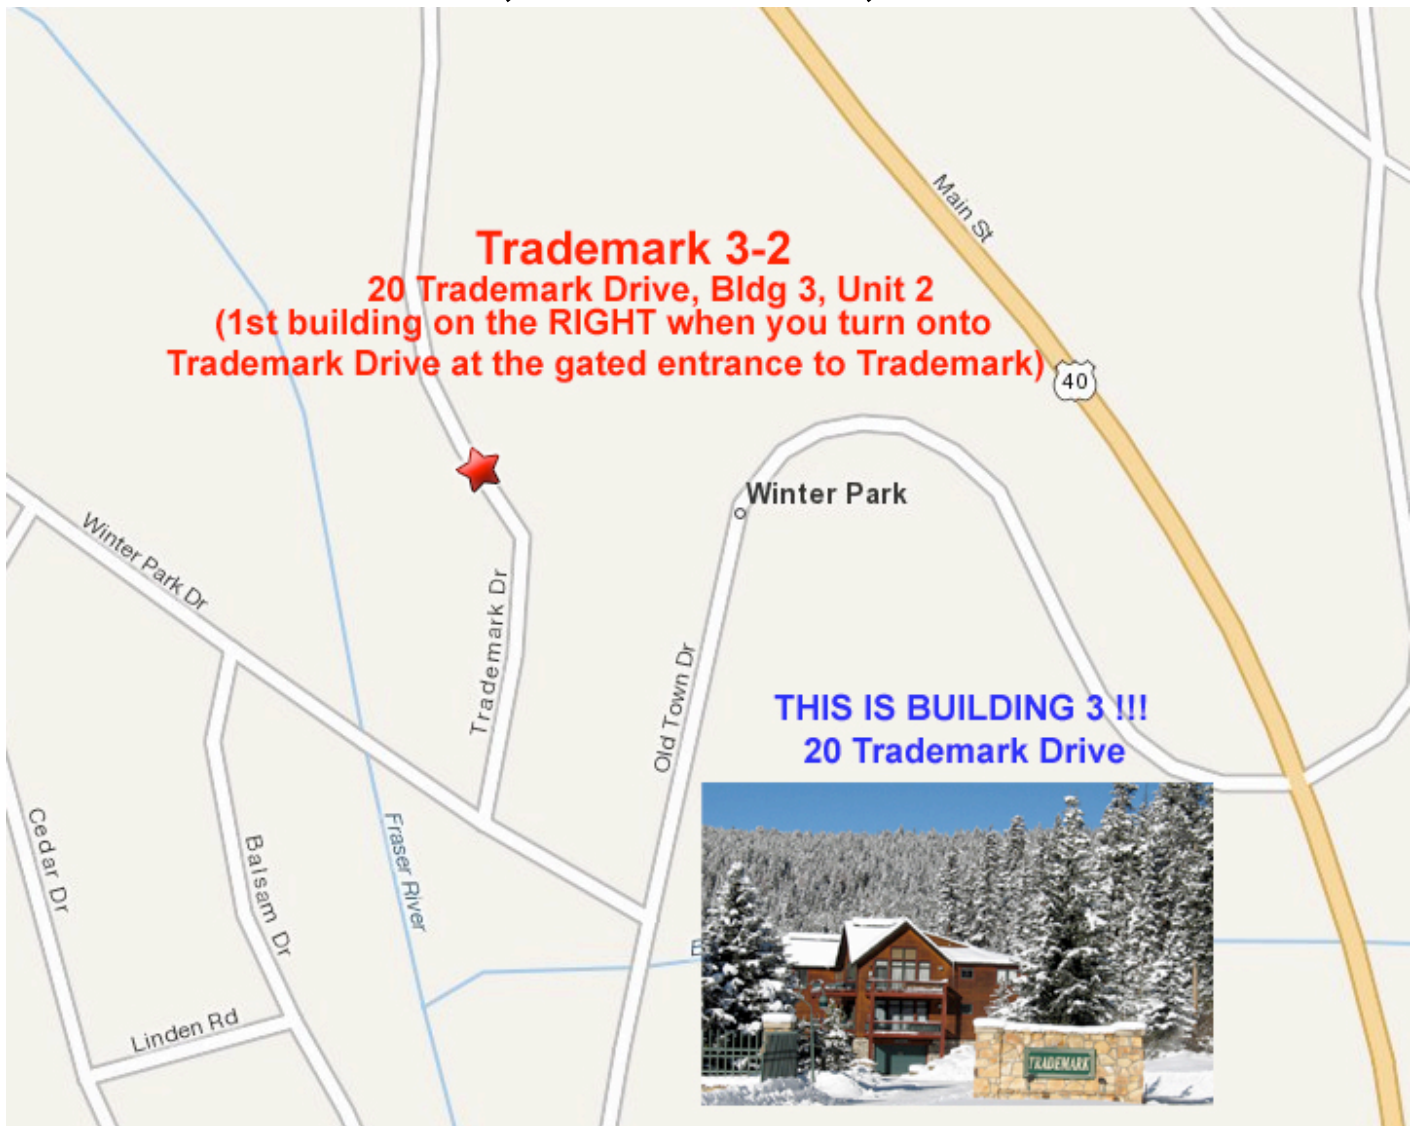 Main St
Trademark 3-2
20 Trademark Drive, Bldg 3, Unit 2
(1st building on the RIGHT when you turn onto
Trademark Drive at the gated entrance to Trademark)
40
Winter Park
Winter Park Dr
Trademark Dr
Old Town Dr
THIS IS BUILDING 3 !!!
20 Trademark Drive
Cedar Dr
Balsam Dr
Fraser River
Linden Rd
TRADEMARK